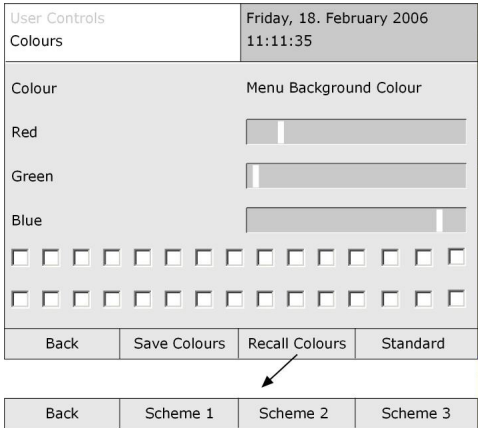 User Controls
Colours
Friday, 18. February 2006
11:11:35
Colour
Menu Background Colour
Red
Green
Blue
Back
Save Colours
Recall Colours
Standard
Back
Scheme 1
Scheme 2
Scheme 3